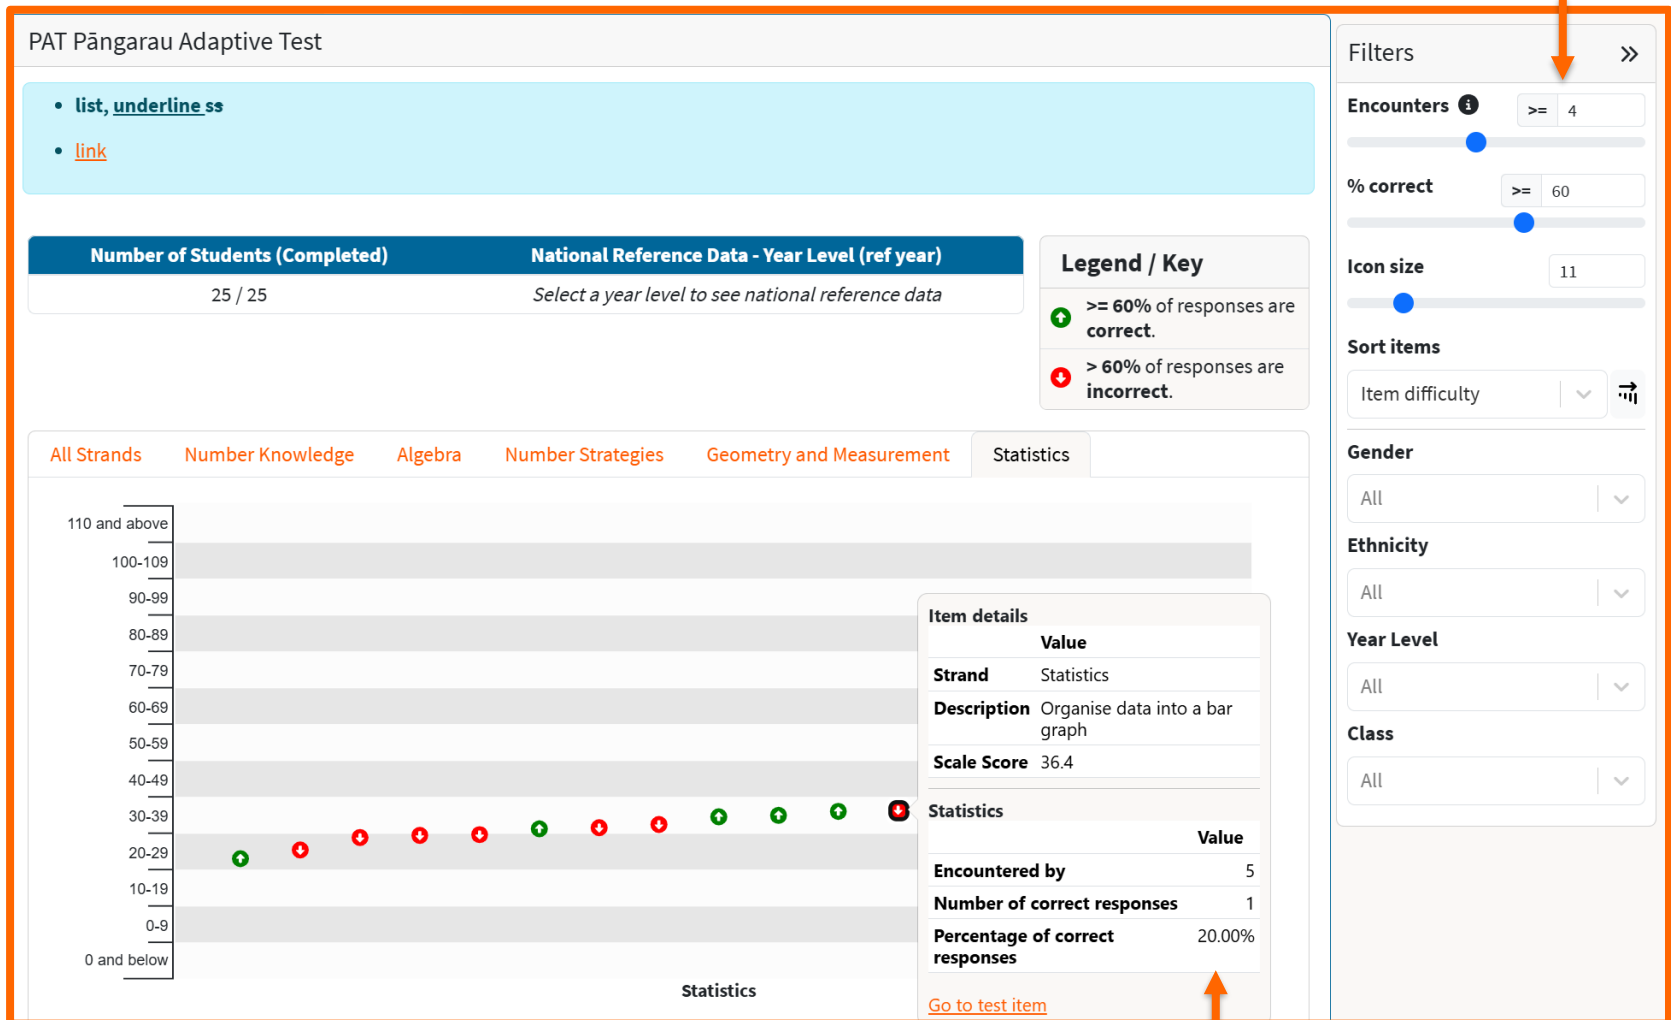 PAT Pāngarau Adaptive Test
list, underline ss
link
Number of Students (Completed)
National Reference Data - Year Level (ref year)
25 / 25
Select a year level to see national reference data
Legend / Key
>= 60% of responses are
correct.
> 60% of responses are
incorrect.
All Strands
Number Knowledge
Algebra
Number Strategies
Geometry and Measurement
Statistics
110 and above
100-109
90-99
80-89
70-79
60-69
50-59
40-49
30-39
20-29
10-19
0-9
0 and below
Statistics
Item details
Value
Strand Statistics
Description Organise data into a bar
graph
Scale Score 36.4
Statistics
Value
Encountered by 5
Number of correct responses 1
Percentage of correct 20.00%
responses
Go to test item
Filters
Encounters >= 4
% correct >= 60
Icon size 11
Sort items
Item difficulty
Gender
All
Ethnicity
All
Year Level
All
Class
All